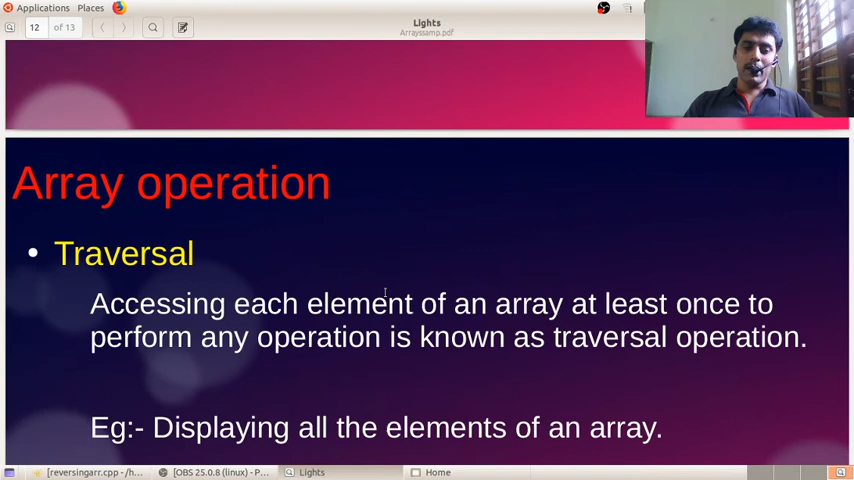 Applications Places
12 of 13
Lights
Arrayssamp.pdf
Array operation
• Traversal
Accessing each element of an array at least once to
perform any operation is known as traversal operation.
Eg:- Displaying all the elements of an array.
[reversingarr.cpp - /h... [OBS 25.0.8 (linux) - P... Lights Home